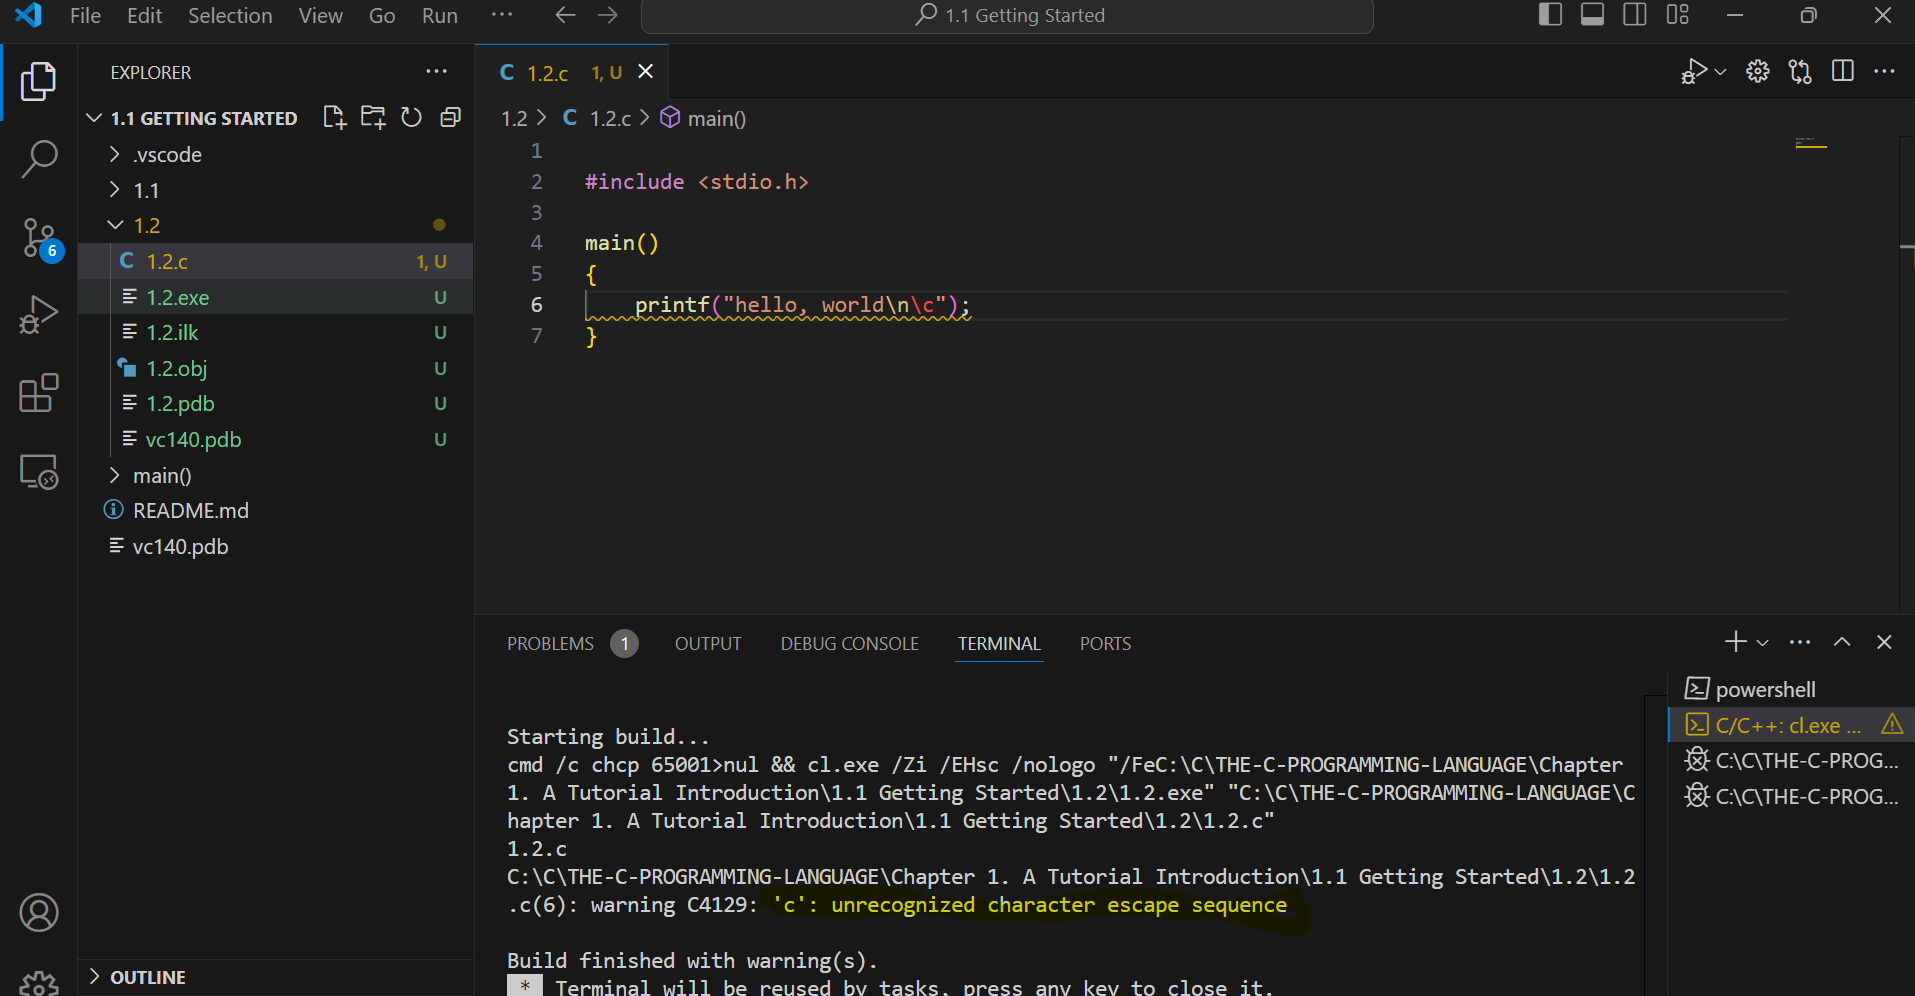 File Edit Selection View Go Run ··· 1.1 Getting Started
EXPLORER ···
1.1 GETTING STARTED
.vscode
1.1
1.2
C 1.2.c 1, U
1.2.exe U
1.2.ilk U
1.2.obj U
1.2.pdb U
vc140.pdb U
main()
README.md
vc140.pdb
OUTLINE
6
C 1.2.c 1, U
1.2 > C 1.2.c > main()
1
2 #include <stdio.h>
3
4 main()
5 {
6 printf("hello, world\n\c");
7 }
PROBLEMS 1 OUTPUT DEBUG CONSOLE TERMINAL PORTS
Starting build...
cmd /c chcp 65001>nul && cl.exe /Zi /EHsc /nologo "/FeC:\C\THE-C-PROGRAMMING-LANGUAGE\Chapter
1. A Tutorial Introduction\1.1 Getting Started\1.2\1.2.exe" "C:\C\THE-C-PROGRAMMING-LANGUAGE\C
hapter 1. A Tutorial Introduction\1.1 Getting Started\1.2\1.2.c"
1.2.c
C:\C\THE-C-PROGRAMMING-LANGUAGE\Chapter 1. A Tutorial Introduction\1.1 Getting Started\1.2\1.2
.c(6): warning C4129: 'c': unrecognized character escape sequence
Build finished with warning(s).
* Terminal will be reused by tasks, press any key to close it.
powershell
C/C++: cl.exe ...
C:\C\THE-C-PROG...
C:\C\THE-C-PROG...